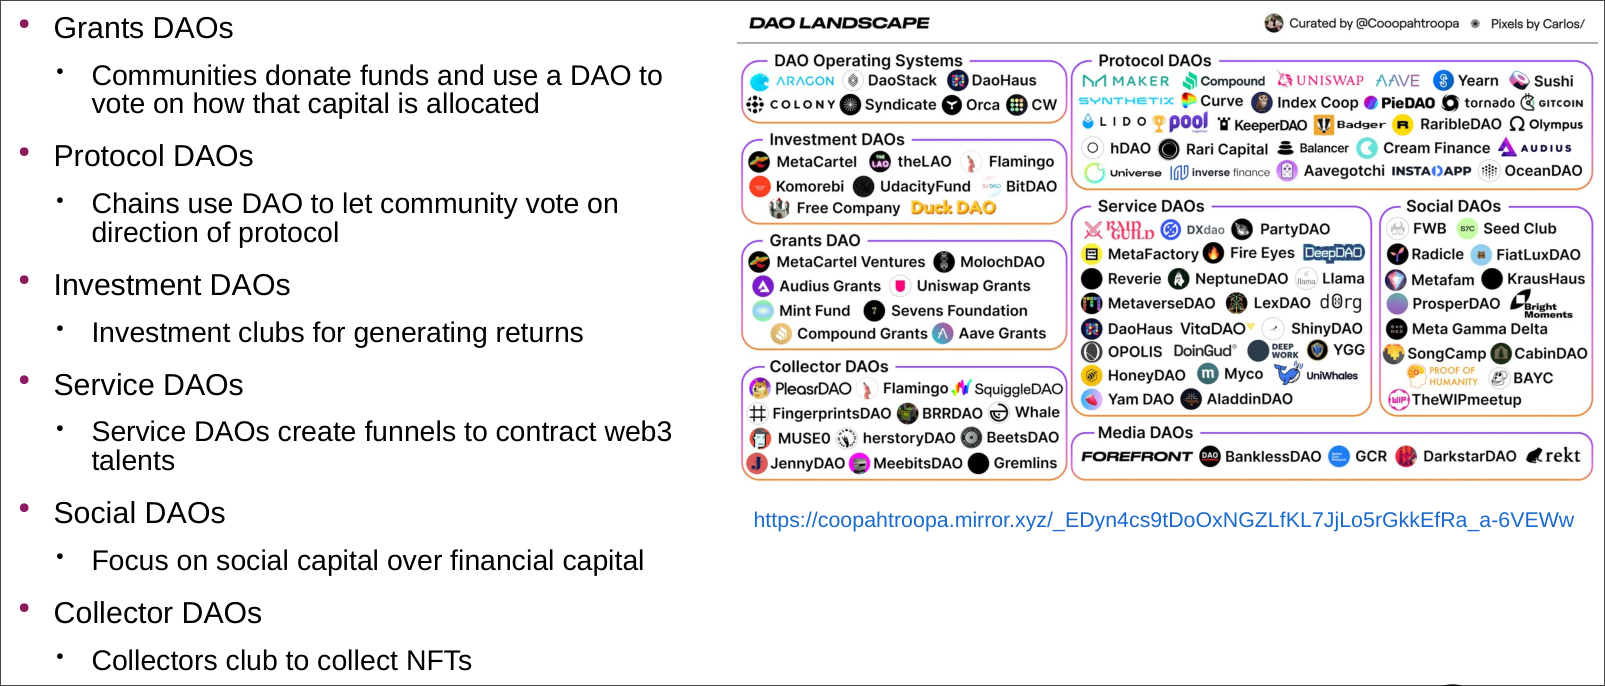 Grants DAOs
Communities donate funds and use a DAO to
vote on how that capital is allocated
Protocol DAOs
Chains use DAO to let community vote on
direction of protocol
Investment DAOs
Investment clubs for generating returns
Service DAOs
Service DAOs create funnels to contract web3
talents
Social DAOs
Focus on social capital over financial capital
Collector DAOs
Collectors club to collect NFTs
DAO LANDSCAPE
Curated by @Cooopahtroopa Pixels by Carlos/
DAO Operating Systems
ARAGON DaoStack DaoHaus
COLONY Syndicate Orca CW
Investment DAOs
MetaCartel THE LAO theLAO Flamingo
Komorebi UdacityFund BITDAO BitDAO
Free Company Duck DAO
Grants DAO
MetaCartel Ventures MolochDAO
Audius Grants Uniswap Grants
Mint Fund 7 Sevens Foundation
Compound Grants Aave Grants
Collector DAOs
PleasrDAO Flamingo SquiggleDAO
FingerprintsDAO BRRDAO Whale
MUSE0 herstoryDAO BeetsDAO
J JennyDAO MeebitsDAO Gremlins
Protocol DAOs
MAKER Compound UNISWAP AAVE Yearn Sushi
SYNTHETIX Curve Index Coop PieDAO tornado GITCOIN
LIDO pool together KeeperDAO Badger R RaribleDAO Olympus
hDAO Rari Capital Balancer Cream Finance AUDIUS
Universe inverse finance Aavegotchi INSTADAPP OceanDAO
Service DAOs
RAID GUILD DXdao PartyDAO
MetaFactory Fire Eyes DeepDAO
Reverie NeptuneDAO llama Llama
MetaverseDAO LexDAO d0rg
DaoHaus VitaDAO ShinyDAO
OPOLIS DoinGud DEEP WORK YGG
HoneyDAO m Myco UniWhales
Yam DAO AladdinDAO
Social DAOs
FWB SYC Seed Club
Radicle FiatLuxDAO
Metafam KrausHaus
ProsperDAO Bright Moments
Meta Gamma Delta
SongCamp CabinDAO
PROOF OF HUMANITY BAYC
WIP TheWIPmeetup
Media DAOs
FOREFRONT DAO BanklessDAO GCR DarkstarDAO rekt
https://coopahtroopa.mirror.xyz/_EDyn4cs9tDoOxNGZLfKL7JjLo5rGkkEfRa_a-6VEWw